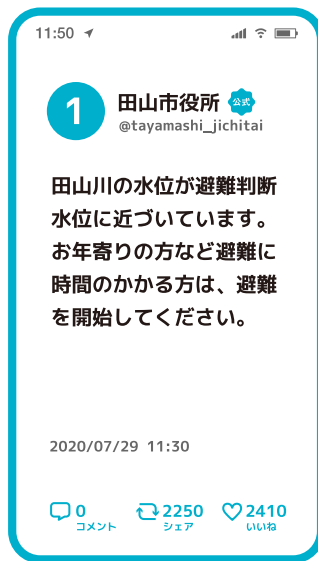 11:50
1
田山市役所 公式
@tayamashi_jichitai
田山川の水位が避難判断
水位に近づいています。
お年寄りの方など避難に
時間のかかる方は、避難
を開始してください。
2020/07/29 11:30
0 2250 2410
コメント シェア いいね